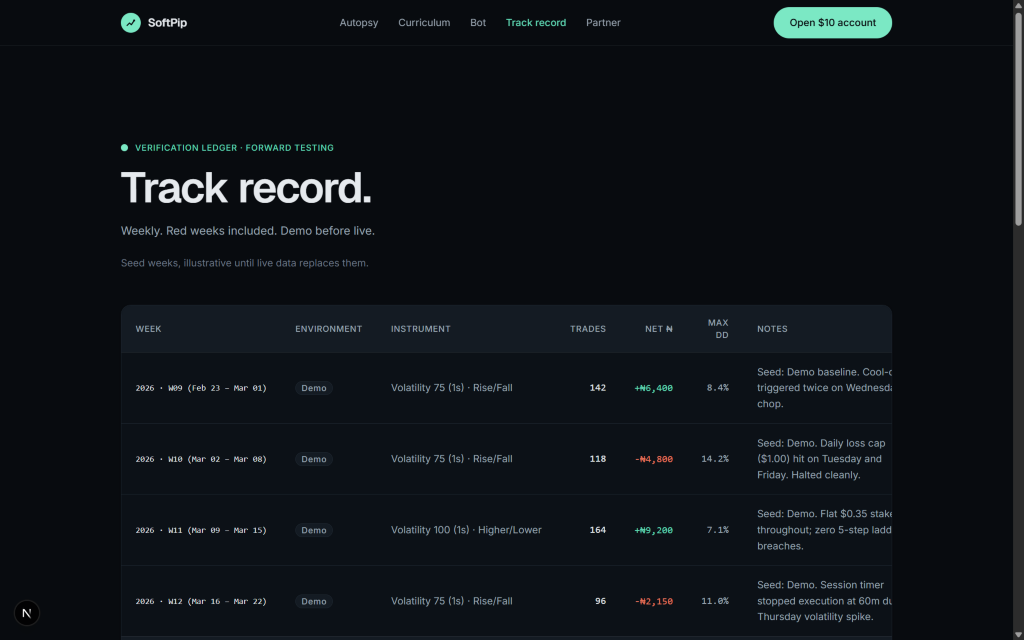 SoftPip
Autopsy Curriculum Bot Track record Partner
Open $10 account
VERIFICATION LEDGER · FORWARD TESTING
Track record.
Weekly. Red weeks included. Demo before live.
Seed weeks, illustrative until live data replaces them.
WEEK ENVIRONMENT INSTRUMENT TRADES NET ₦ MAX DD NOTES
2026 · W09 (Feb 23 – Mar 01) Demo Volatility 75 (1s) · Rise/Fall 142 +₦6,400 8.4%
Seed: Demo baseline. Cool-
triggered twice on Wednesda
chop.
2026 · W10 (Mar 02 – Mar 08) Demo Volatility 75 (1s) · Rise/Fall 118 -₦4,800 14.2%
Seed: Demo. Daily loss cap
($1.00) hit on Tuesday and
Friday. Halted cleanly.
2026 · W11 (Mar 09 – Mar 15) Demo Volatility 100 (1s) · Higher/Lower 164 +₦9,200 7.1%
Seed: Demo. Flat $0.35 stake
throughout; zero 5-step ladd
breaches.
2026 · W12 (Mar 16 – Mar 22) Demo Volatility 75 (1s) · Rise/Fall 96 -₦2,150 11.0%
Seed: Demo. Session timer
stopped execution at 60m du
Thursday volatility spike.
N